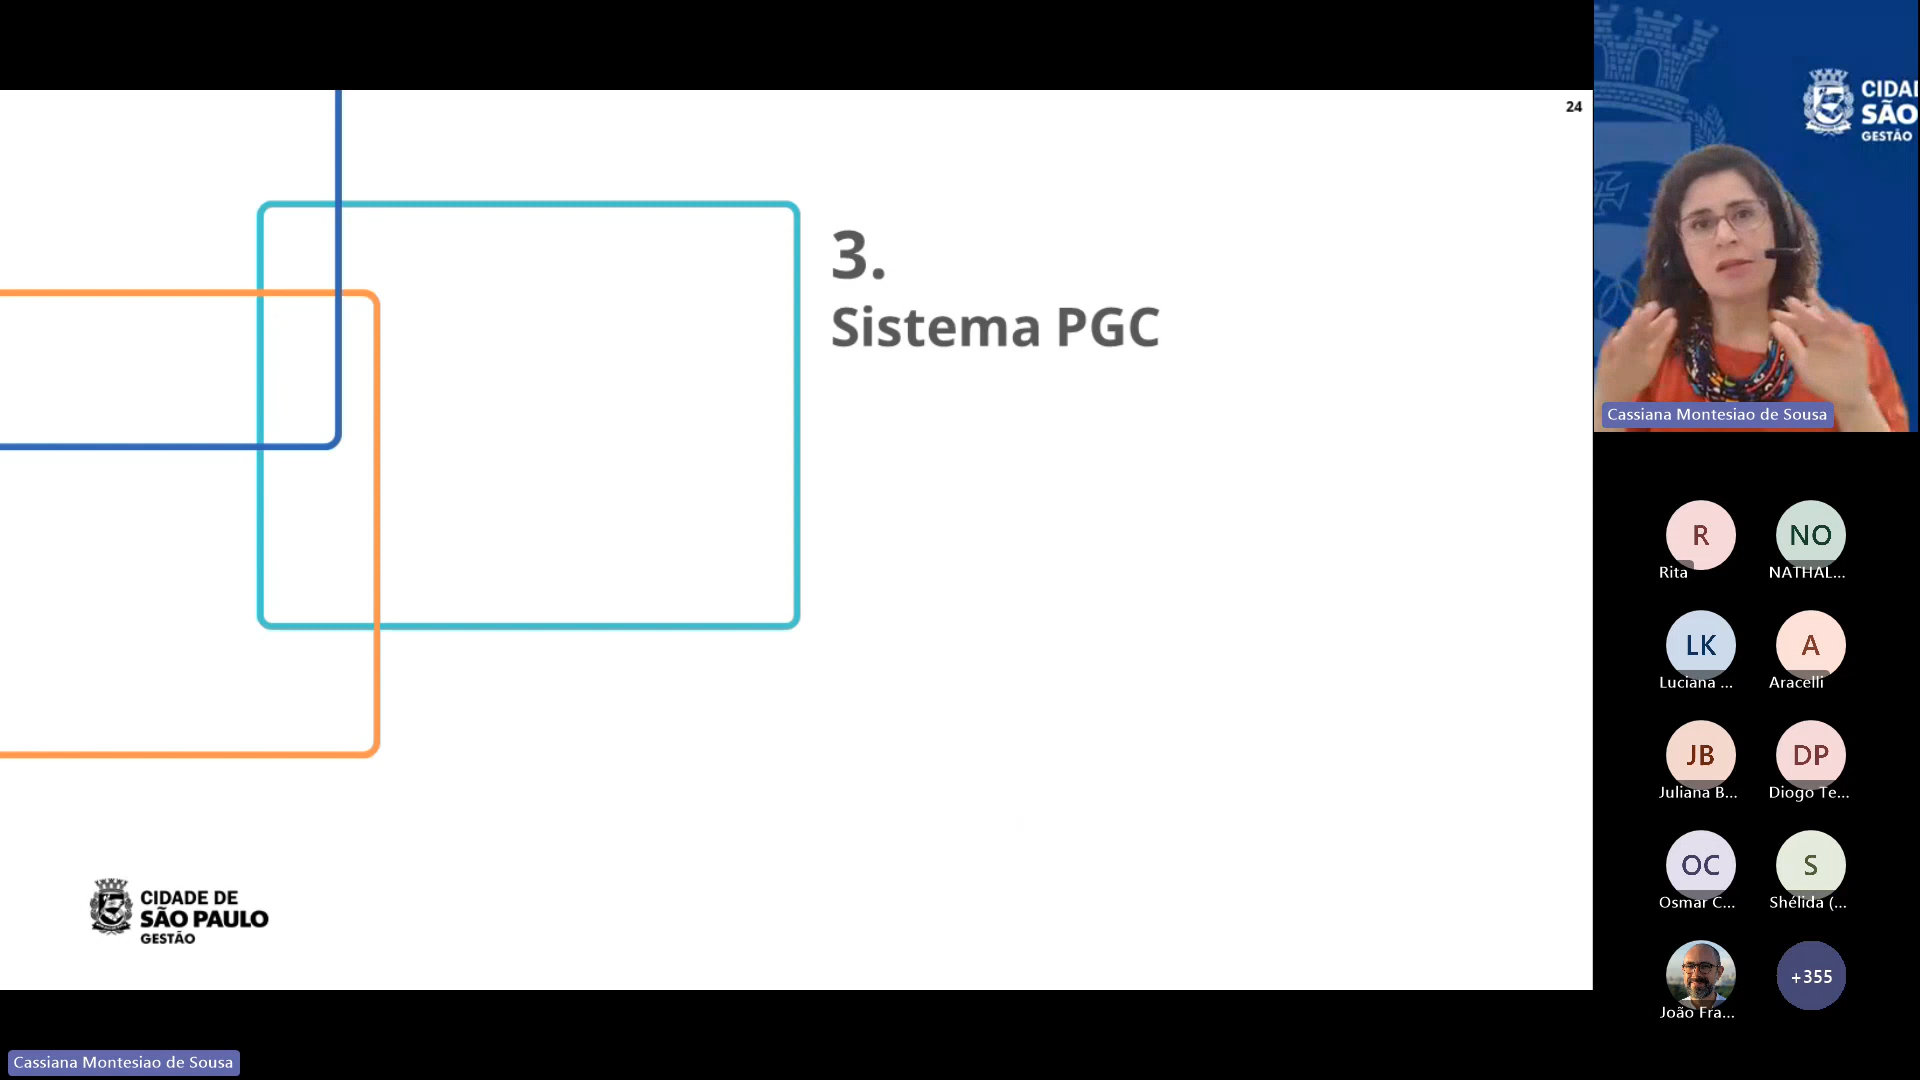 24
3.
Sistema PGC
CIDADE DE
SÃO PAULO
GESTÃO
Cassiana Montesiao de Sousa
CIDA
SÃO
GESTÃO
Cassiana Montesiao de Sousa
R
Rita
NO
NATHAL...
LK
Luciana ...
A
Aracelli
JB
Juliana B...
DP
Diogo Te...
OC
Osmar C...
S
Shélida (...
João Fra...
+355